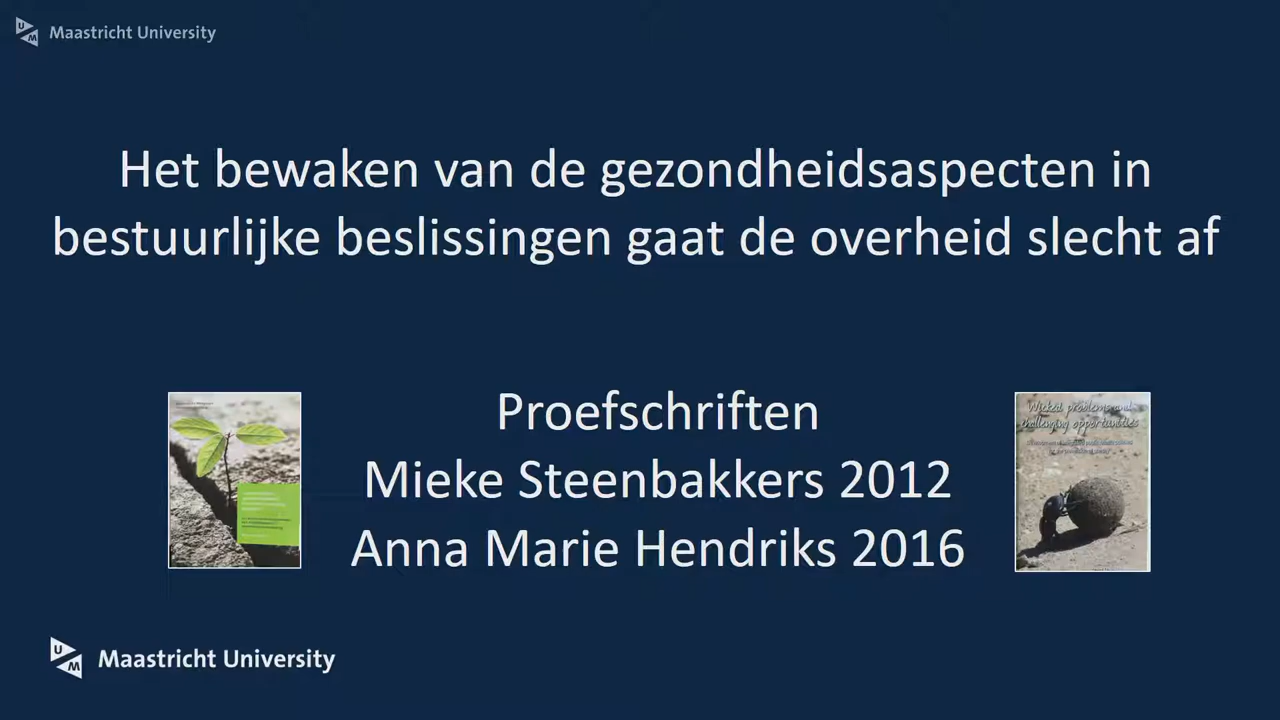 Maastricht University
Het bewaken van de gezondheidsaspecten in
bestuurlijke beslissingen gaat de overheid slecht af
Proefschriften
Mieke Steenbakkers 2012
Anna Marie Hendriks 2016
Wicked problems and
challenging opportunities
UM Maastricht University